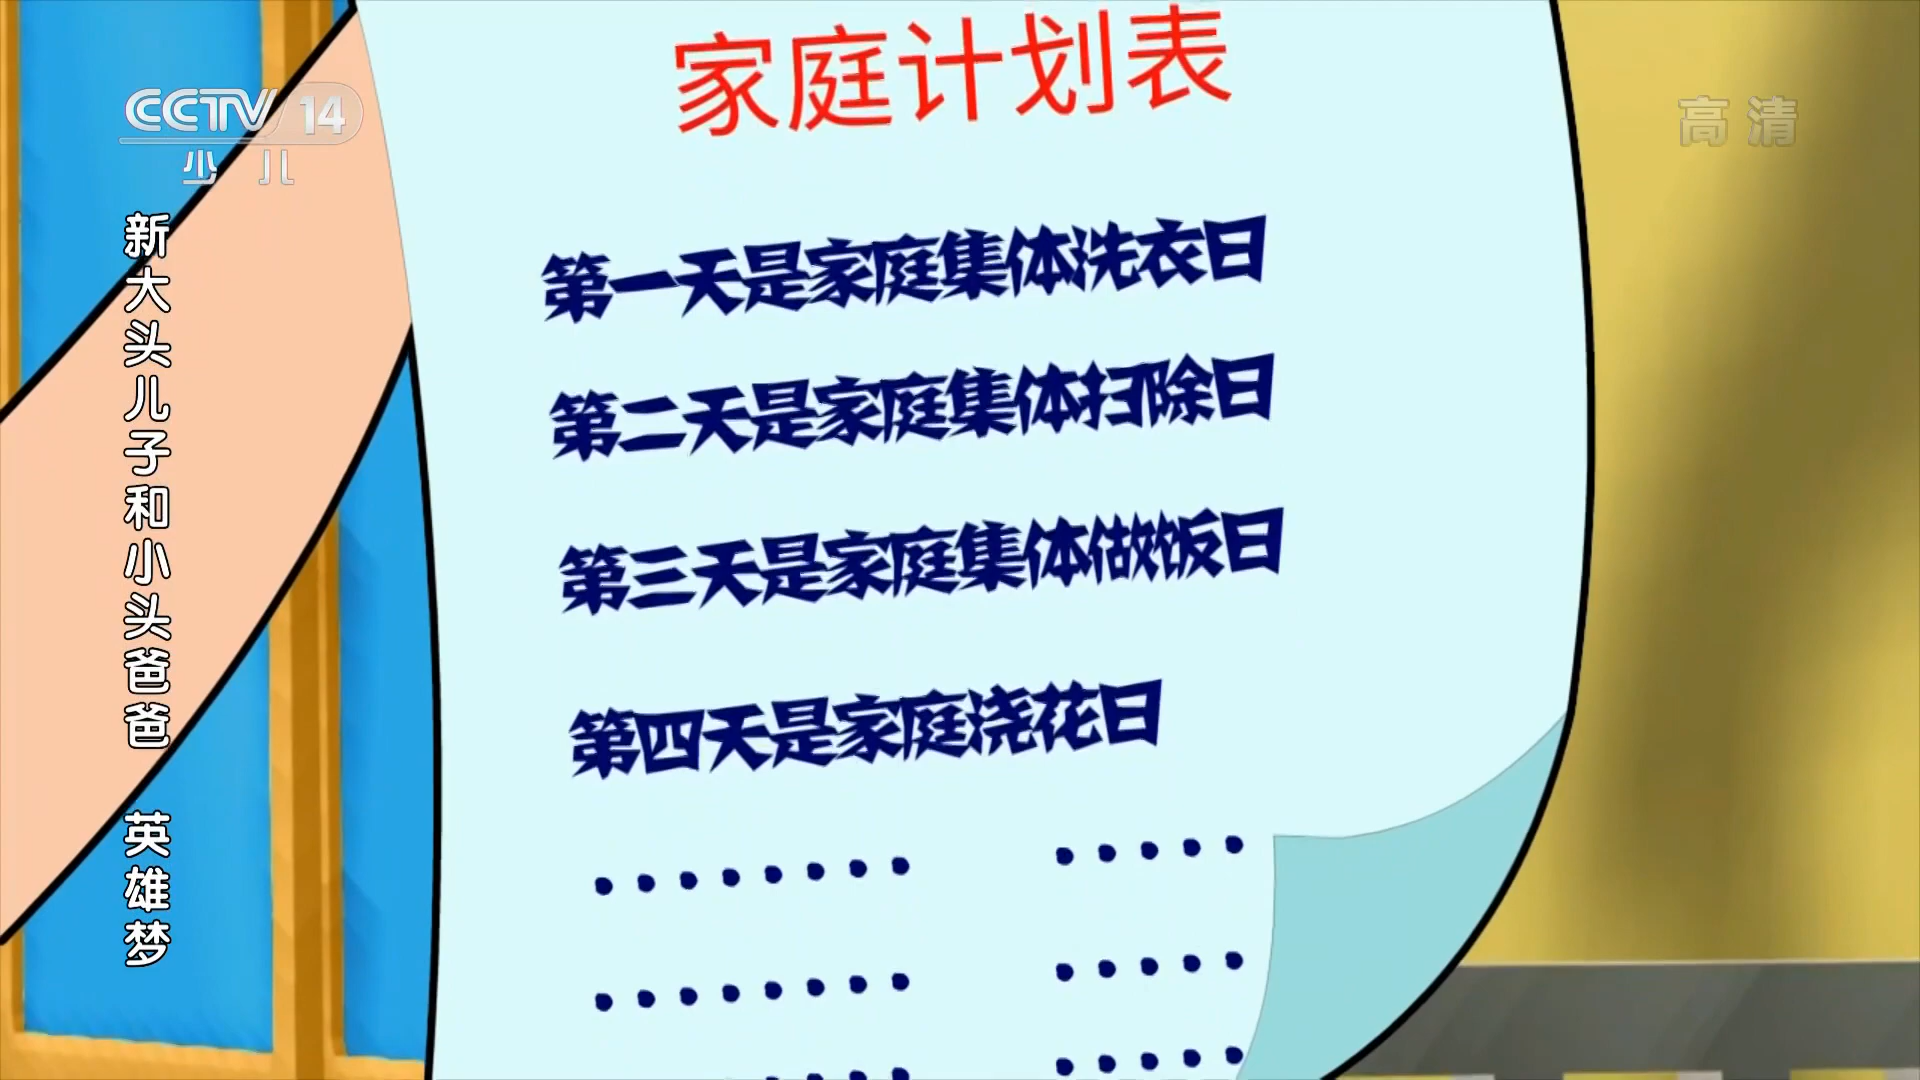 家庭计划表
CCTV 14
少儿
高清
第一天是家庭集体洗衣日
第二天是家庭集体扫除日
第三天是家庭集体做饭日
第四天是家庭浇花日
新大头儿子和小头爸爸 英雄梦